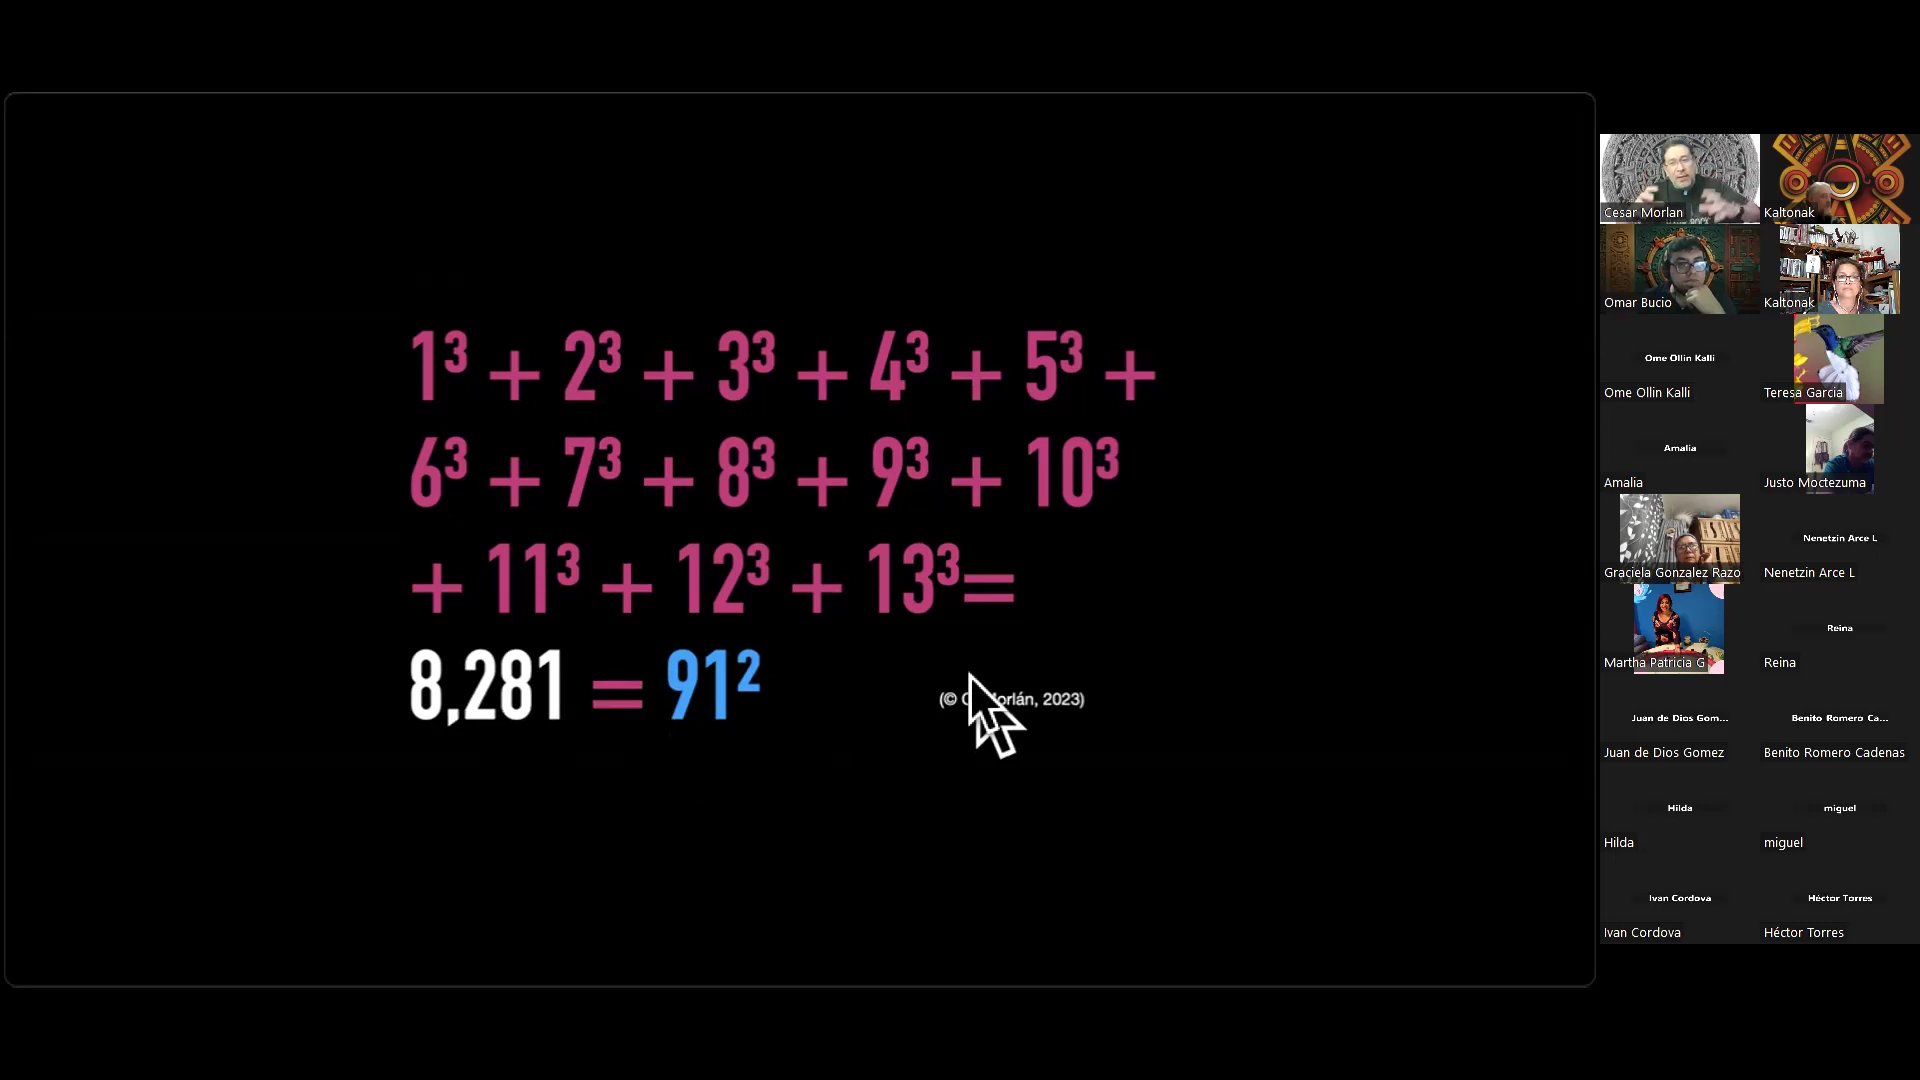 1³ + 2³ + 3³ + 4³ + 5³ +
6³ + 7³ + 8³ + 9³ + 10³
+ 11³ + 12³ + 13³=
8,281 = 91²
(© 2023)
Cesar Morlan
Kaltonak
Omar Bucio
Kaltonak
Ome Ollin Kalli
Ome Ollin Kalli
Teresa Garcia
Amalia
Amalia
Justo Moctezuma
Graciela Gonzalez Razo
Nenetzin Arce L
Nenetzin Arce L
Martha Patricia G
Reina
Reina
Juan de Dios Gom...
Juan de Dios Gomez
Benito Romero Ca...
Benito Romero Cadenas
Hilda
Hilda
miguel
miguel
Ivan Cordova
Ivan Cordova
Héctor Torres
Héctor Torres